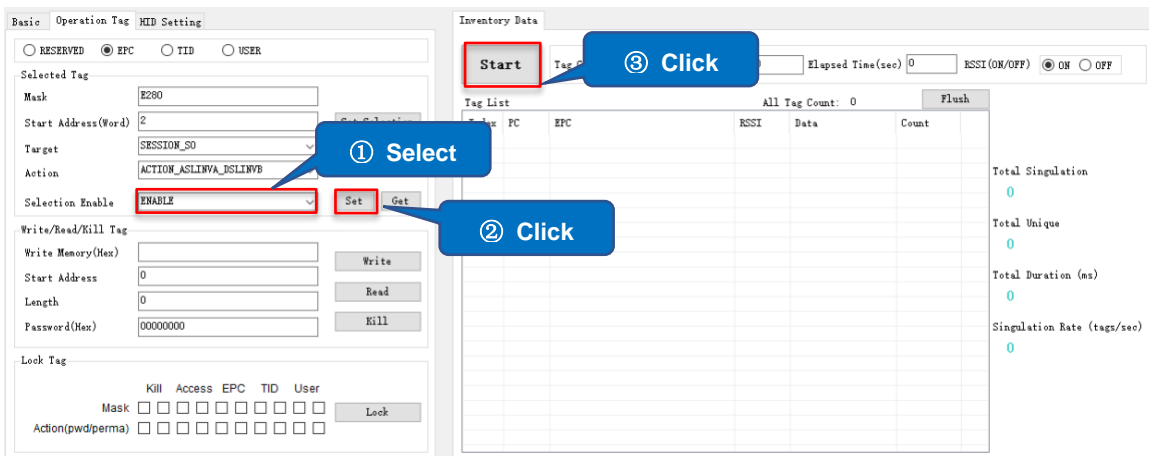 Basic Operation Tag HID Setting
RESERVED EPC TID USER
Selected Tag
Mask E280
Start Address(Word) 2
Target SESSION_S0
Action ACTION_ASLINVA_DSLINVB
Selection Enable ENABLE Set Get
① Select
② Click
Write/Read/Kill Tag
Write Memory(Hex) Write
Start Address 0
Length 0 Read
Password(Hex) 00000000 Kill
Lock Tag
Kill Access EPC TID User
Mask
Action(pwd/perma)
Lock
Inventory Data
Start
③ Click
Tag
Elapsed Time(sec) 0 RSSI(ON/OFF) ON OFF
Tag List All Tag Count: 0 Flush
PC EPC RSSI Data Count
Total Singulation
0
Total Unique
0
Total Duration (ms)
0
Singulation Rate (tags/sec)
0